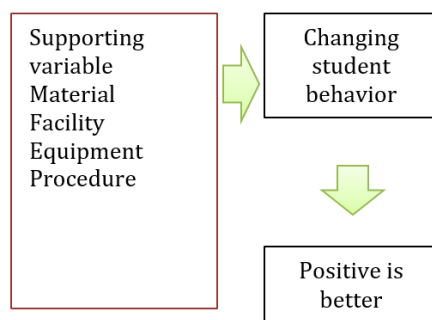 Supporting
variable
Material
Facility
Equipment
Procedure
Changing
student
behavior
Positive is
better